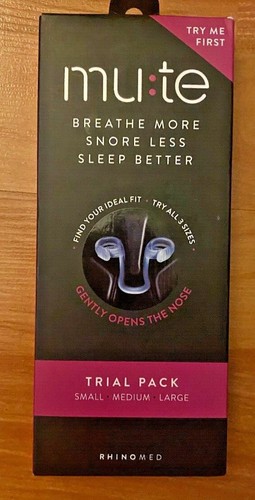 TRY ME
FIRST
mu:te
BREATHE MORE
SNORE LESS
SLEEP BETTER
FIND YOUR IDEAL FIT · TRY ALL 3 SIZES
GENTLY OPENS THE NOSE
TRIAL PACK
SMALL · MEDIUM · LARGE
RHINOMED